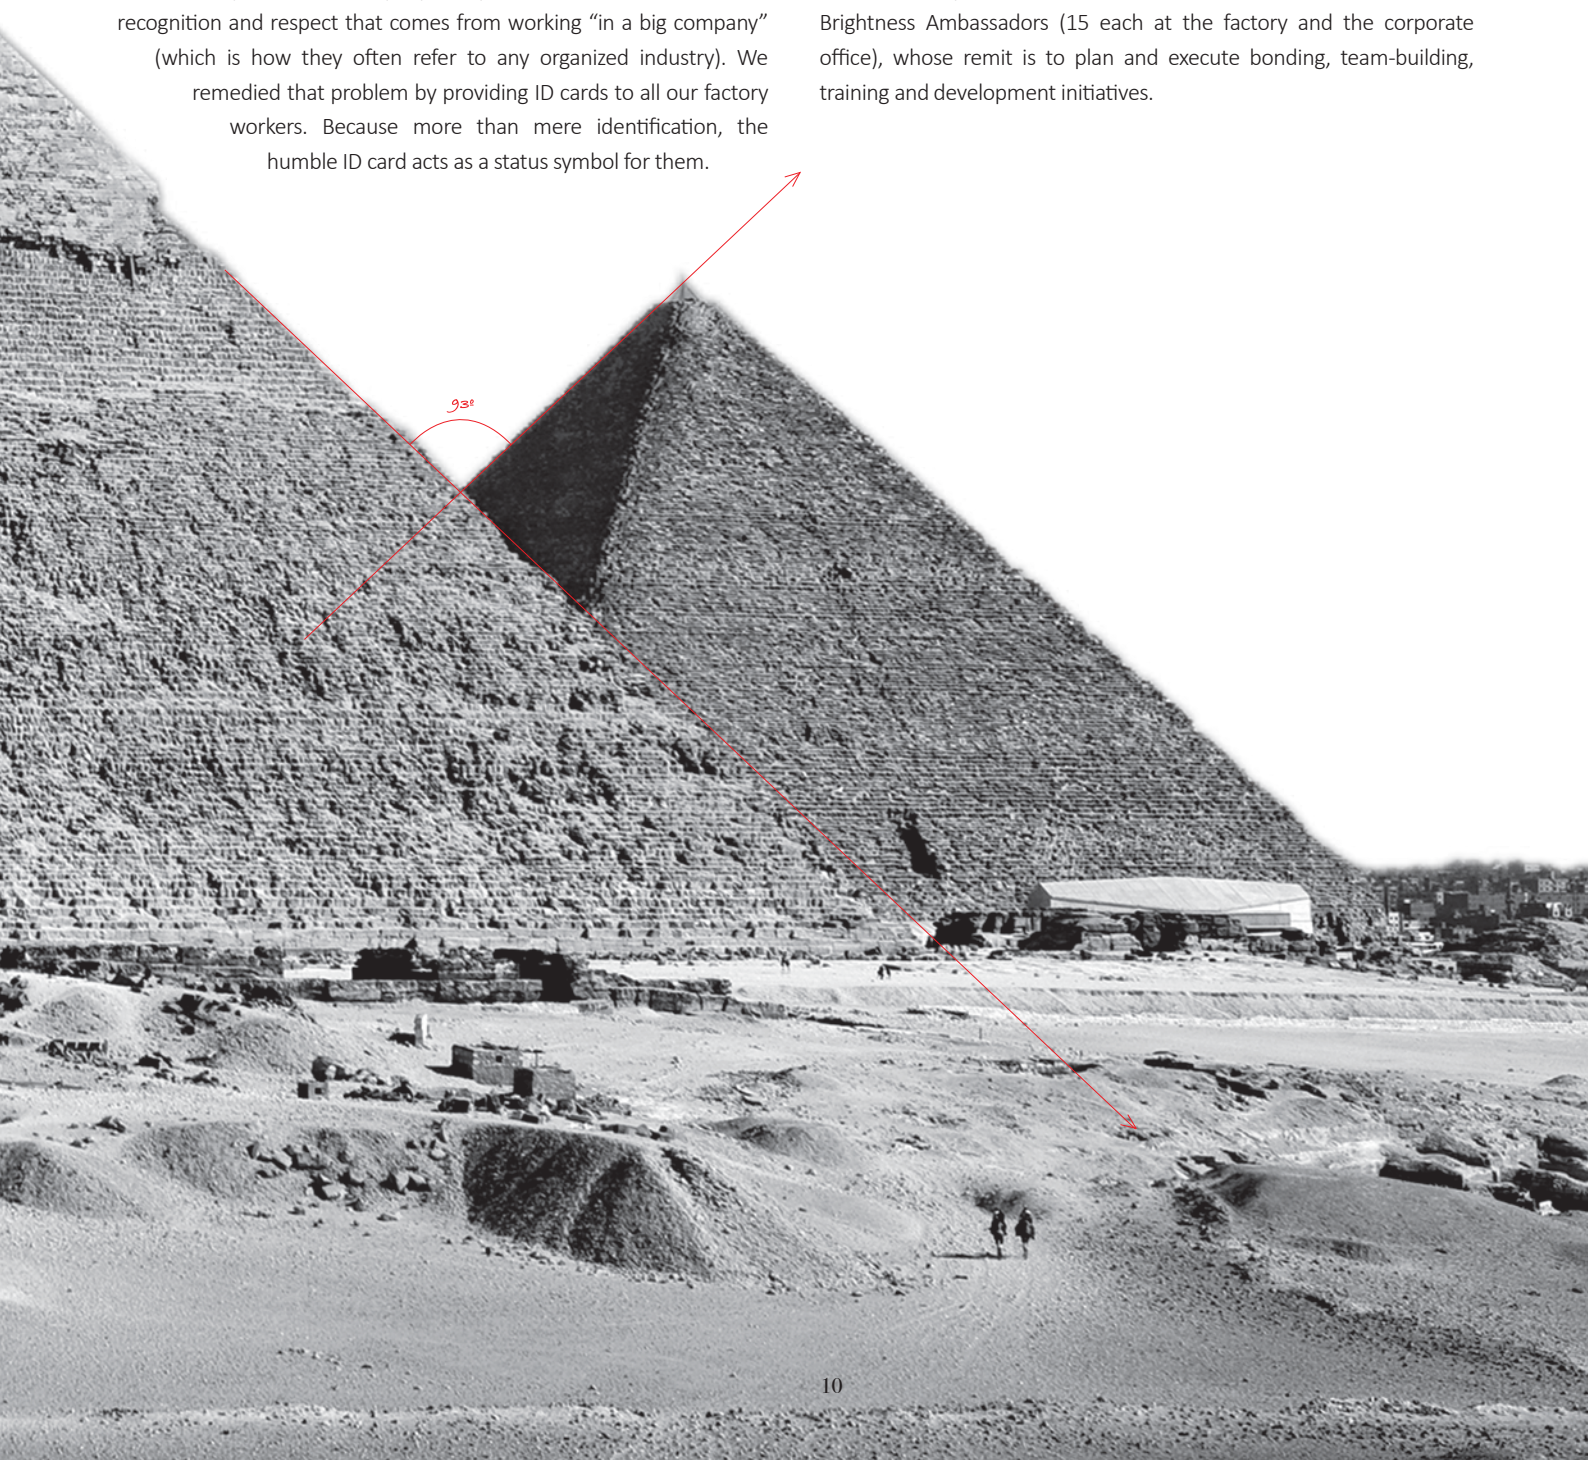 recognition and respect that comes from working “in a big company”
(which is how they often refer to any organized industry). We
remedied that problem by providing ID cards to all our factory
workers. Because more than mere identification, the
humble ID card acts as a status symbol for them.
Brightness Ambassadors (15 each at the factory and the corporate
office), whose remit is to plan and execute bonding, team-building,
training and development initiatives.
93º
10